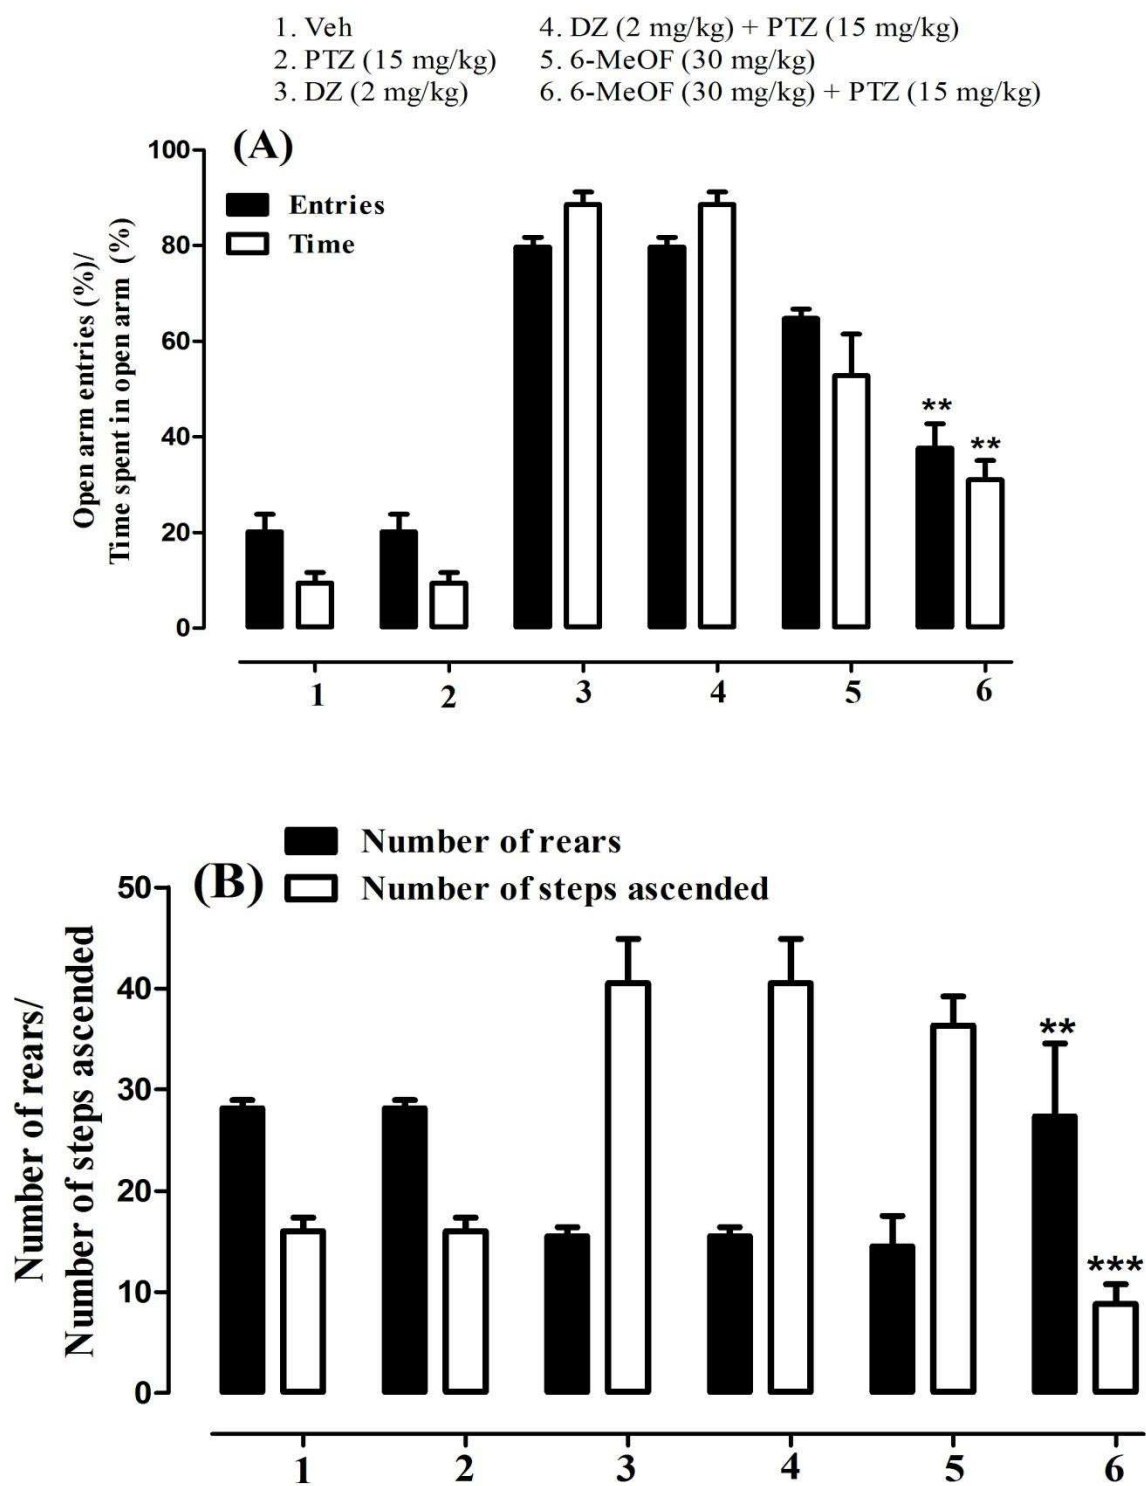 1. Veh
2. PTZ (15 mg/kg)
3. DZ (2 mg/kg)
4. DZ (2 mg/kg) + PTZ (15 mg/kg)
5. 6-MeOF (30 mg/kg)
6. 6-MeOF (30 mg/kg) + PTZ (15 mg/kg)
(A)
Entries
Time
Open arm entries (%)/
Time spent in open arm (%)
100
80
60
40
20
0
**
**
1 2 3 4 5 6
Number of rears
(B)
Number of steps ascended
Number of rears/
Number of steps ascended
50
40
30
20
10
0
**
***
1 2 3 4 5 6